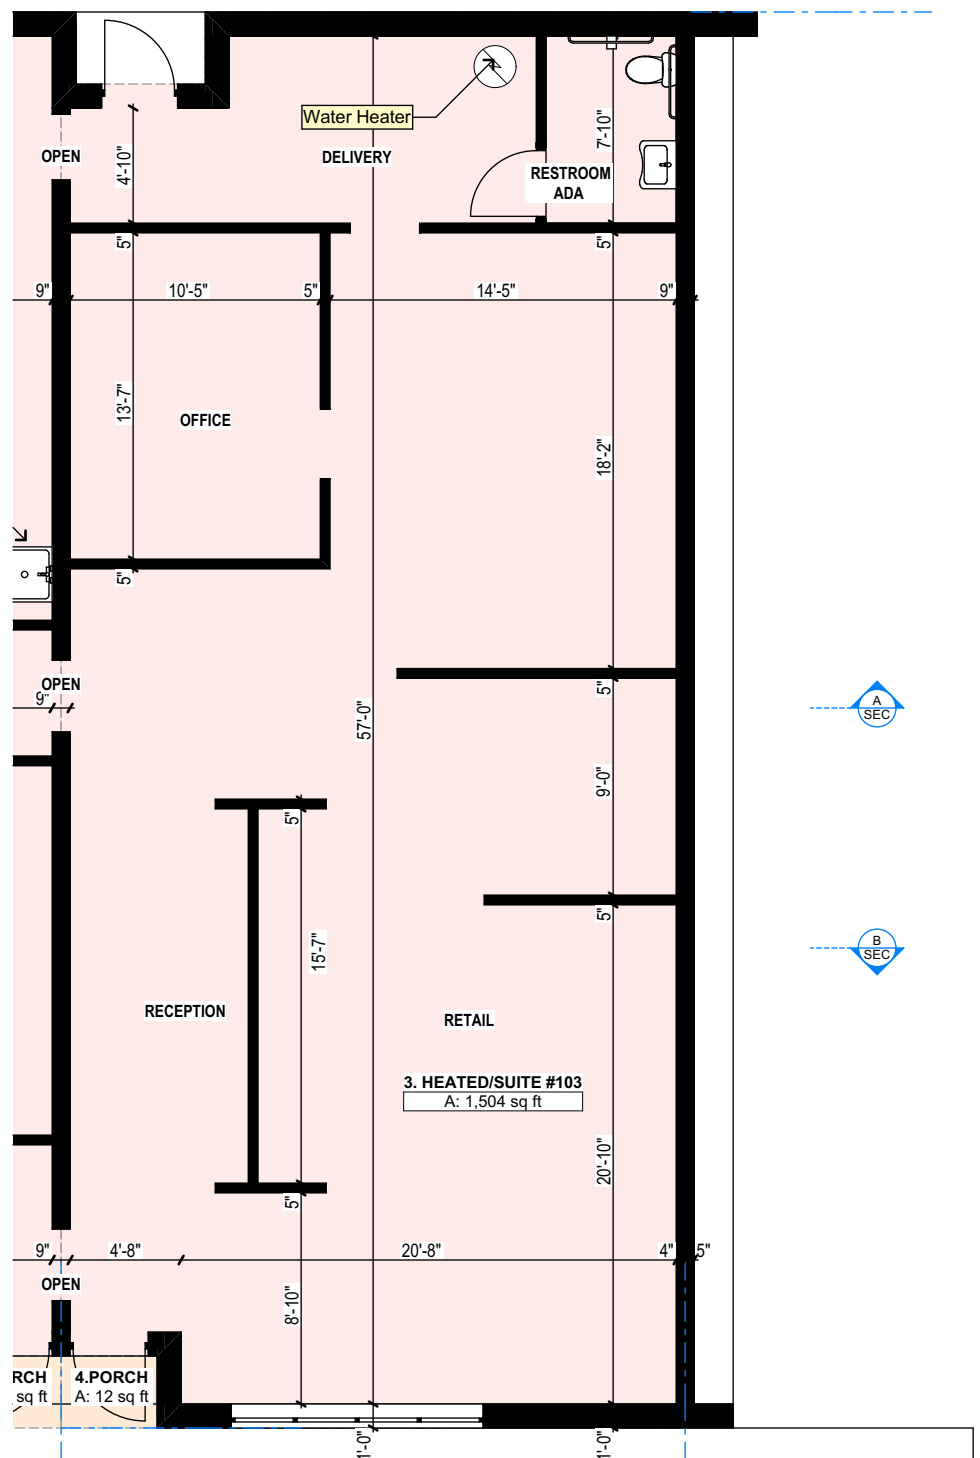 Water Heater
7'-10"
OPEN
4'-10"
DELIVERY
RESTROOM
ADA
5"
5"
9"
10'-5"
5"
14'-5"
9"
13'-7"
OFFICE
18'-2"
5"
OPEN
9"
5"
57'-0"
A
SEC
9'-0"
5"
5"
B
SEC
15'-7"
RECEPTION
RETAIL
3. HEATED/SUITE #103
A: 1,504 sq ft
20'-10"
5"
9"
4'-8"
20'-8"
4"
5"
OPEN
8'-10"
RCH
4.PORCH
sq ft
A: 12 sq ft
1'-0"
1'-0"